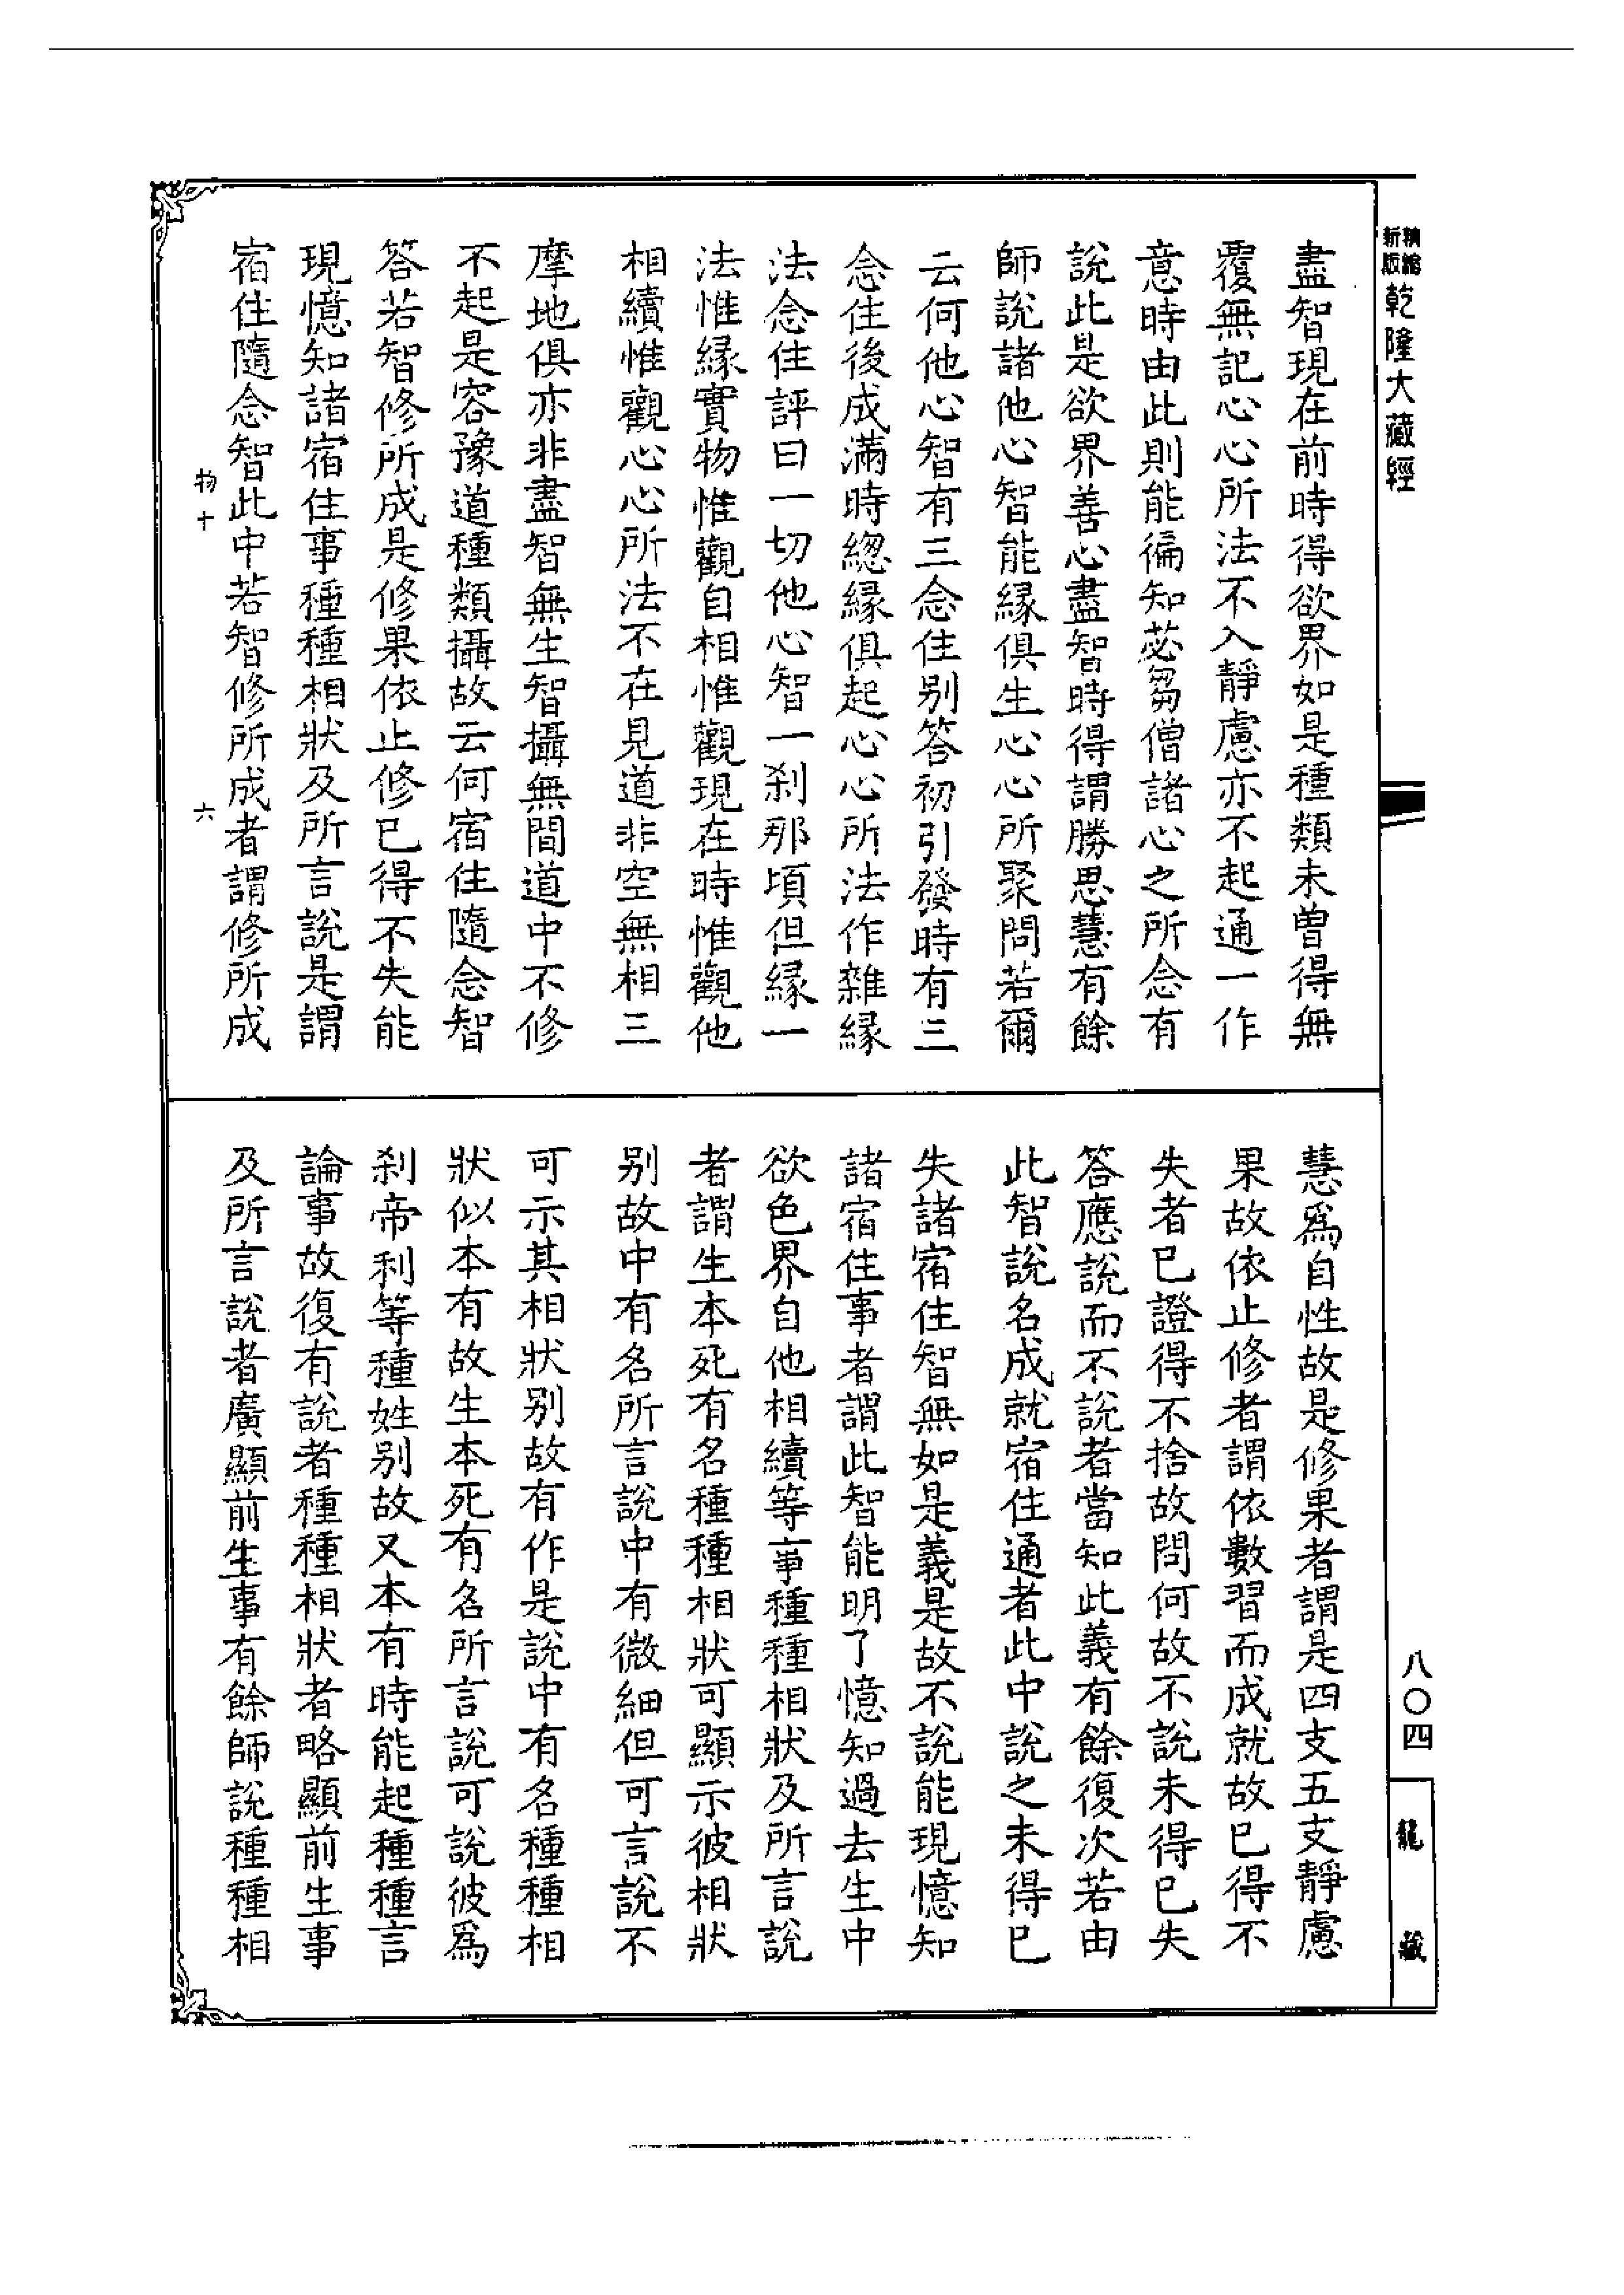 新版精縮乾隆大藏經
盡智現在前時得欲界如是種類未曾得無
覆無記心心所法不入靜慮亦不起通一作
意時由此則能徧知苾芻僧諸心之所念有
說此是欲界善心盡智時得謂勝思慧有餘
師說諸他心智能緣俱生心心所聚問若爾
云何他心智有三念住別答初引發時有三
念住後成滿時總緣俱起心心所法作雜緣
法念住評曰一切他心智一剎那頃但緣一
法惟緣實物惟觀自相惟觀現在時惟觀他
相續惟觀心心所法不在見道非空無相三
摩地俱亦非盡智無生智攝無間道中不修
不起是容豫道種類攝故云何宿住隨念智
答若智修所成是修果依止修已得不失能
現憶知諸宿住事種種相狀及所言說是謂
宿住隨念智此中若智修所成者謂修所成
物十 六
慧為自性故是修果者謂是四支五支靜慮
果故依止修者謂依數習而成就故已得不
失者已證得不捨故問何故不說未得已失
答應說而不說者當知此義有餘復次若由
此智說名成就宿住通者此中說之未得已
失諸宿住智無如是義是故不說能現憶知
諸宿住事者謂此智能明了憶知過去生中
欲色界自他相續等事種種相狀及所言說
者謂生本死有名種種相狀可顯示彼相狀
別故中有名所言說中有微細但可言說不
可示其相狀別故有作是說中有名種種相
狀似本有故生本死有名所言說可說彼為
剎帝利等種姓別故又本有時能起種種言
論事故復有說者種種相狀者略顯前生事
及所言說者廣顯前生事有餘師說種種相
八〇四
龍藏